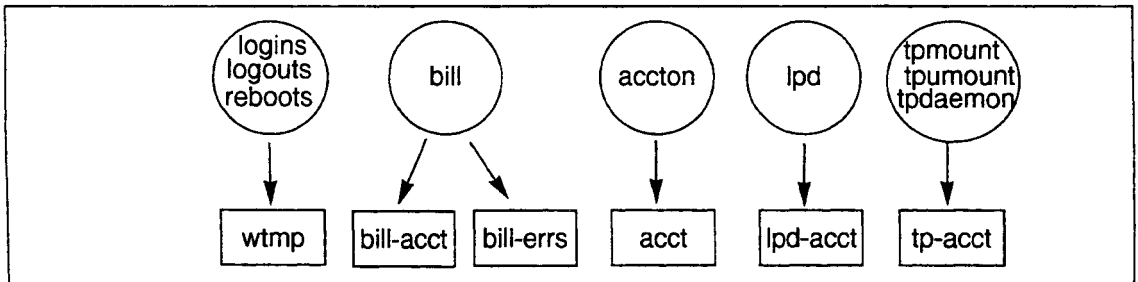 logins
logouts
reboots
bill
accton
lpd
tpmount
tpumount
tpdaemon
wtmp
bill-acct
bill-errs
acct
lpd-acct
tp-acct